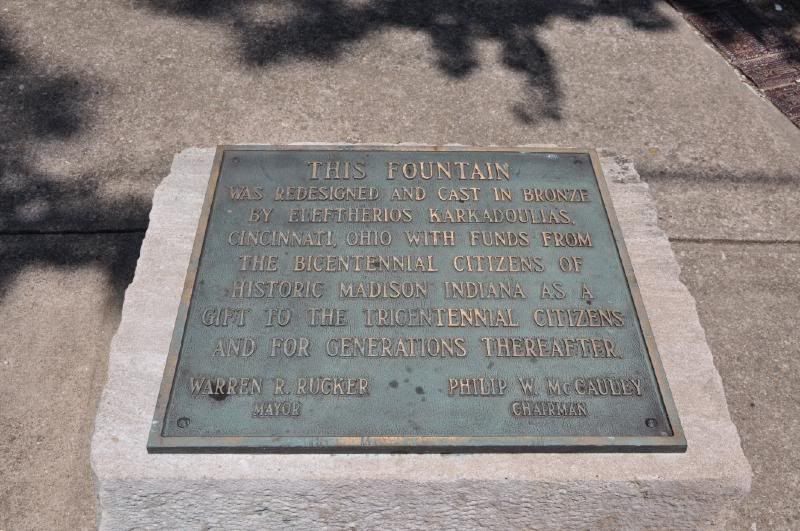 THIS FOUNTAIN
WAS REDESIGNED AND CAST IN BRONZE
BY ELEFTHERIOS KARKADOULIAS,
CINCINNATI, OHIO WITH FUNDS FROM
THE BICENTENNIAL CITIZENS OF
HISTORIC MADISON INDIANA AS A
GIFT TO THE TRICENTENNIAL CITIZENS
AND FOR GENERATIONS THEREAFTER.
WARREN R. RUCKER PHILIP W. McCAULEY
MAYOR CHAIRMAN